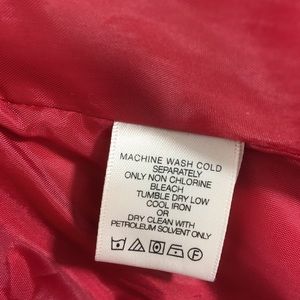 MACHINE WASH COLD
SEPARATELY
ONLY NON CHLORINE
BLEACH
TUMBLE DRY LOW
COOL IRON
OR
DRY CLEAN WITH
PETROLEUM SOLVENT ONLY
F